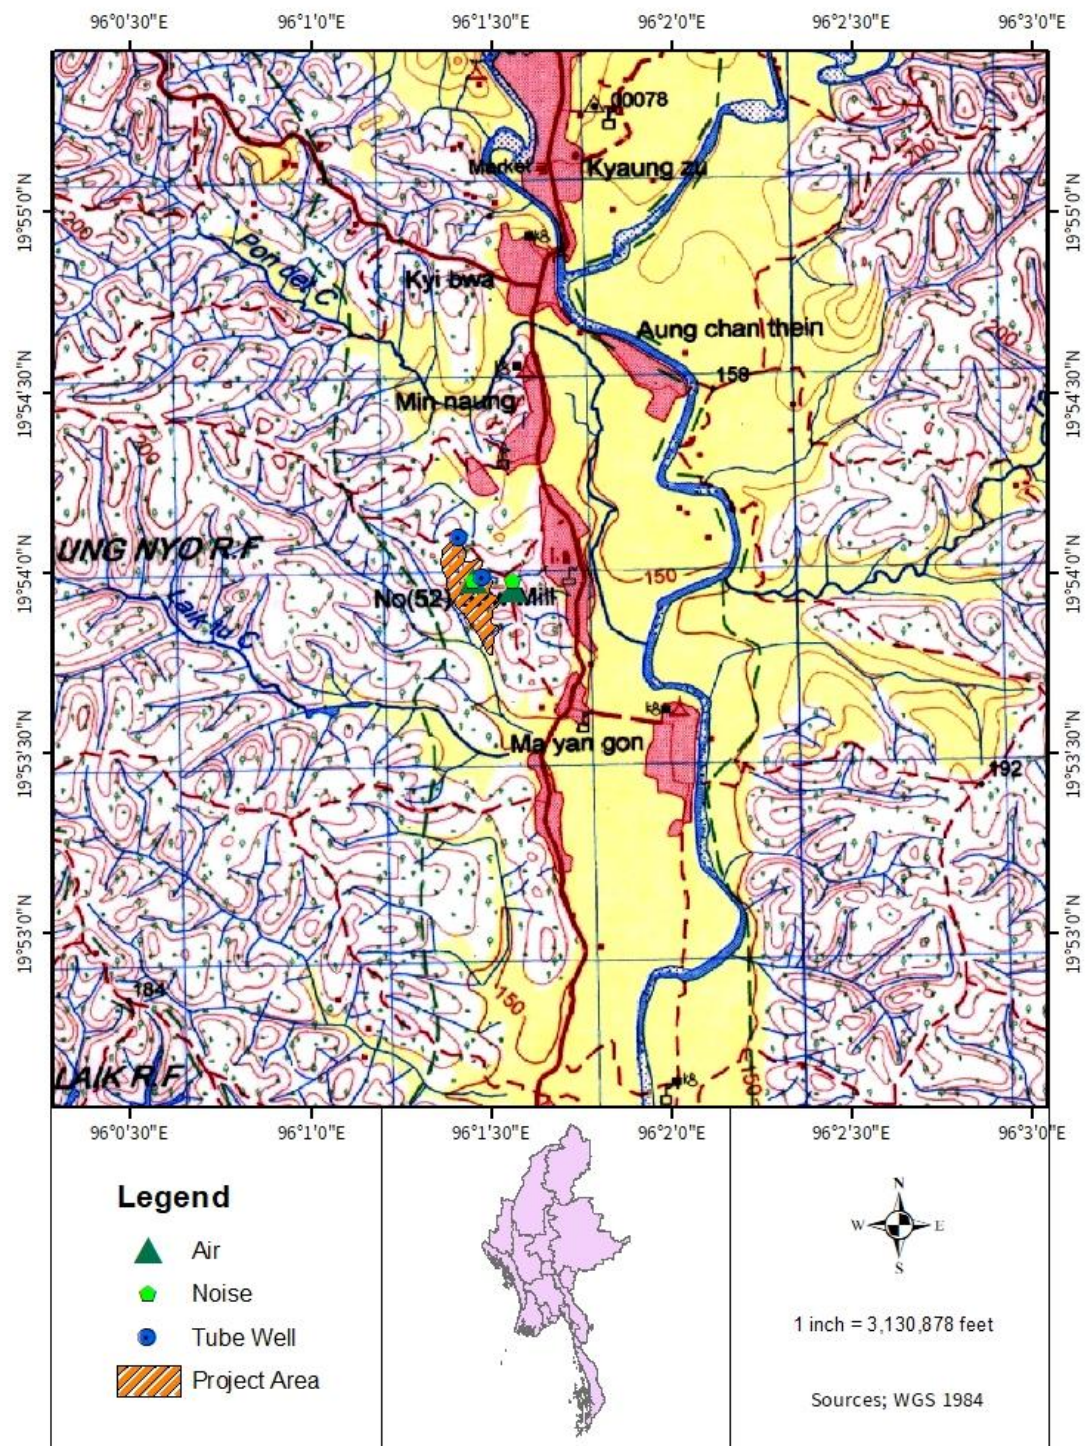 96°0'30"E 96°1'0"E 96°1'30"E 96°2'0"E 96°2'30"E 96°3'0"E
00078
Market
Kyaung zu
200
19°55'0"N
19°55'0"N
200
Pon det C
Kyi bwa
Aung chan thein
158
19°54'30"N
19°54'30"N
Min naung
200
UNG NYO R.F
19°54'0"N
150
19°54'0"N
No(52)
Mill
Ma yan gon
19°53'30"N
192
19°53'30"N
19°53'0"N
19°53'0"N
184
150
LAIK R.F
150
96°0'30"E 96°1'0"E 96°1'30"E 96°2'0"E 96°2'30"E 96°3'0"E
Legend
Air
Noise
Tube Well
Project Area
N
W E
S
1 inch = 3,130,878 feet
Sources; WGS 1984